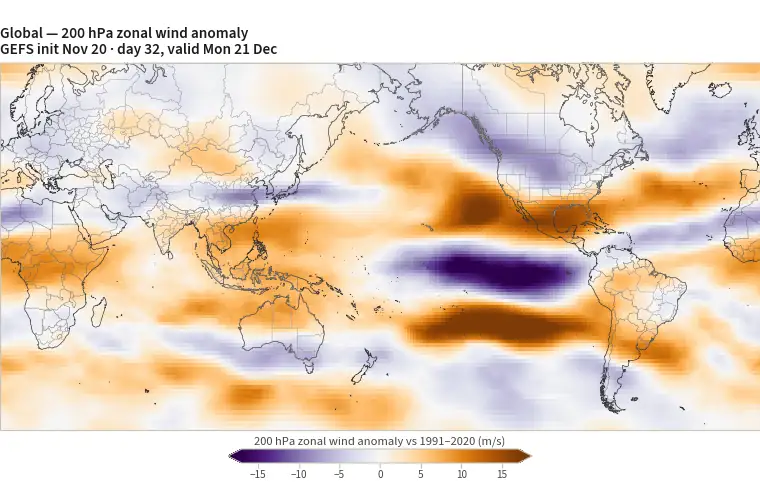 Global — 200 hPa zonal wind anomaly
GEFS init Nov 20 · day 32, valid Mon 21 Dec
200 hPa zonal wind anomaly vs 1991–2020 (m/s)
−15 −10 −5 0 5 10 15